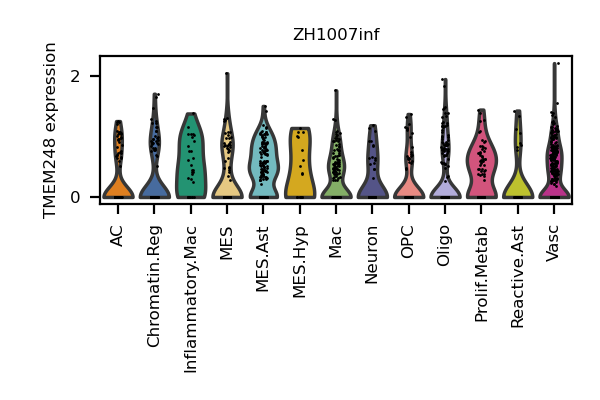 ZH1007inf
TMEM248 expression
2
0
AC
Chromatin.Reg
Inflammatory.Mac
MES
MES.Ast
MES.Hyp
Mac
Neuron
OPC
Oligo
Prolif.Metab
Reactive.Ast
Vasc